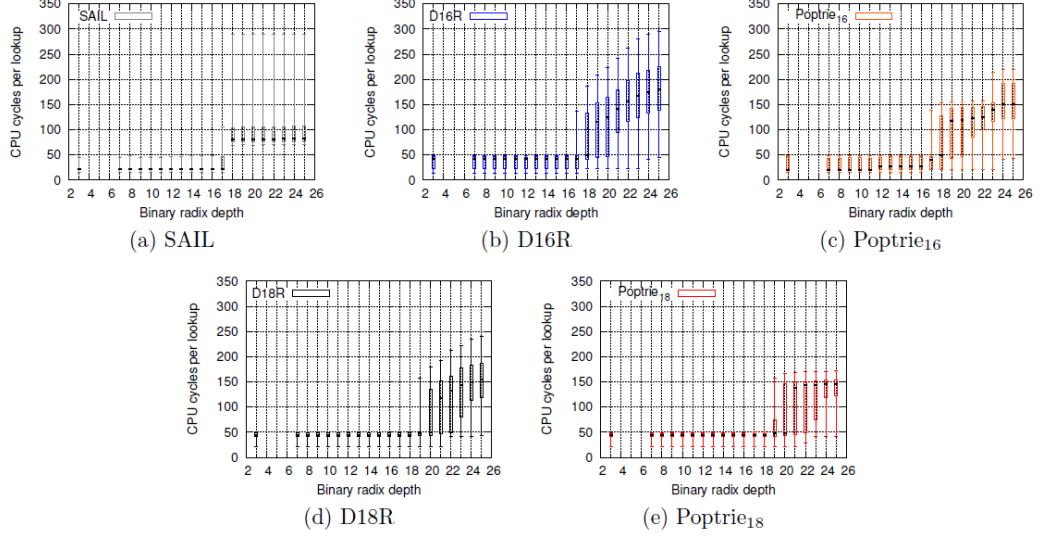 350
300
250
200
150
100
50
0
CPU cycles per lookup
SAIL
2 4 6 8 10 12 14 16 18 20 22 24 26
Binary radix depth
(a) SAIL
350
300
250
200
150
100
50
0
CPU cycles per lookup
D16R
2 4 6 8 10 12 14 16 18 20 22 24 26
Binary radix depth
(b) D16R
350
300
250
200
150
100
50
0
CPU cycles per lookup
Poptrie₁₆
2 4 6 8 10 12 14 16 18 20 22 24 26
Binary radix depth
(c) Poptrie₁₆
350
300
250
200
150
100
50
0
CPU cycles per lookup
D18R
2 4 6 8 10 12 14 16 18 20 22 24 26
Binary radix depth
(d) D18R
350
300
250
200
150
100
50
0
CPU cycles per lookup
Poptrie₁₈
2 4 6 8 10 12 14 16 18 20 22 24 26
Binary radix depth
(e) Poptrie₁₈